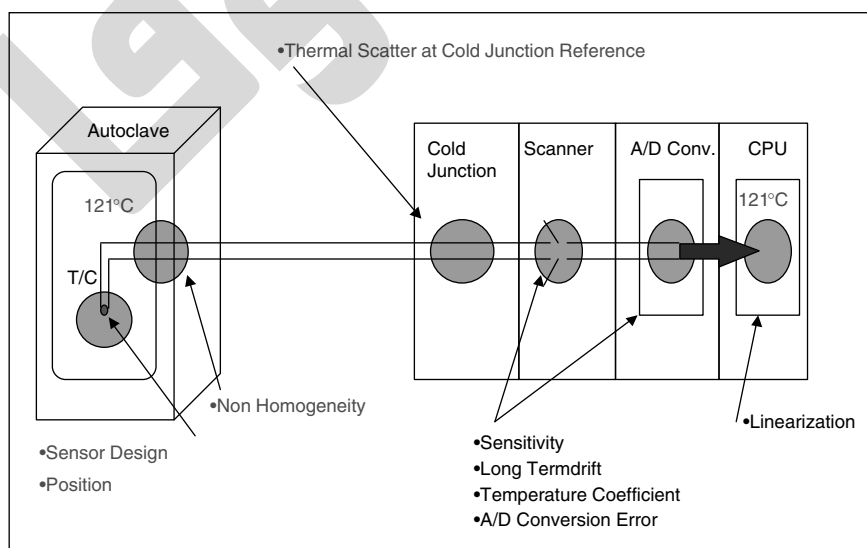 •Thermal Scatter at Cold Junction Reference
Autoclave
Cold
Junction
Scanner
A/D Conv.
CPU
121°C
121°C
T/C
•Non Homogeneity
•Sensor Design
•Position
•Sensitivity
•Long Termdrift
•Temperature Coefficient
•A/D Conversion Error
•Linearization